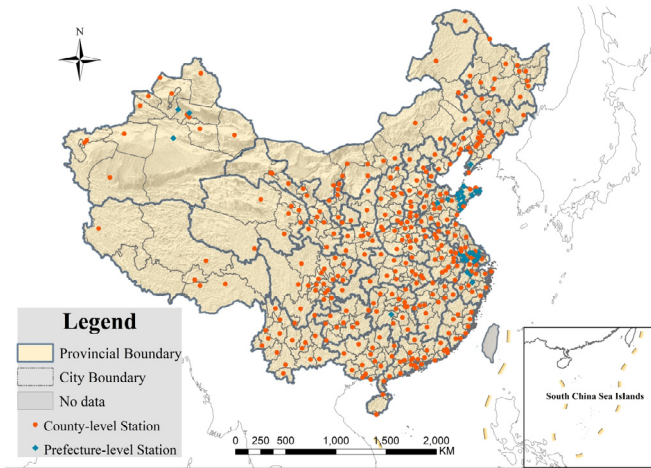 N
Legend
Provincial Boundary
City Boundary
No data
County-level Station
Prefecture-level Station
0 250 500 1,000 1,500 2,000
KM
South China Sea Islands